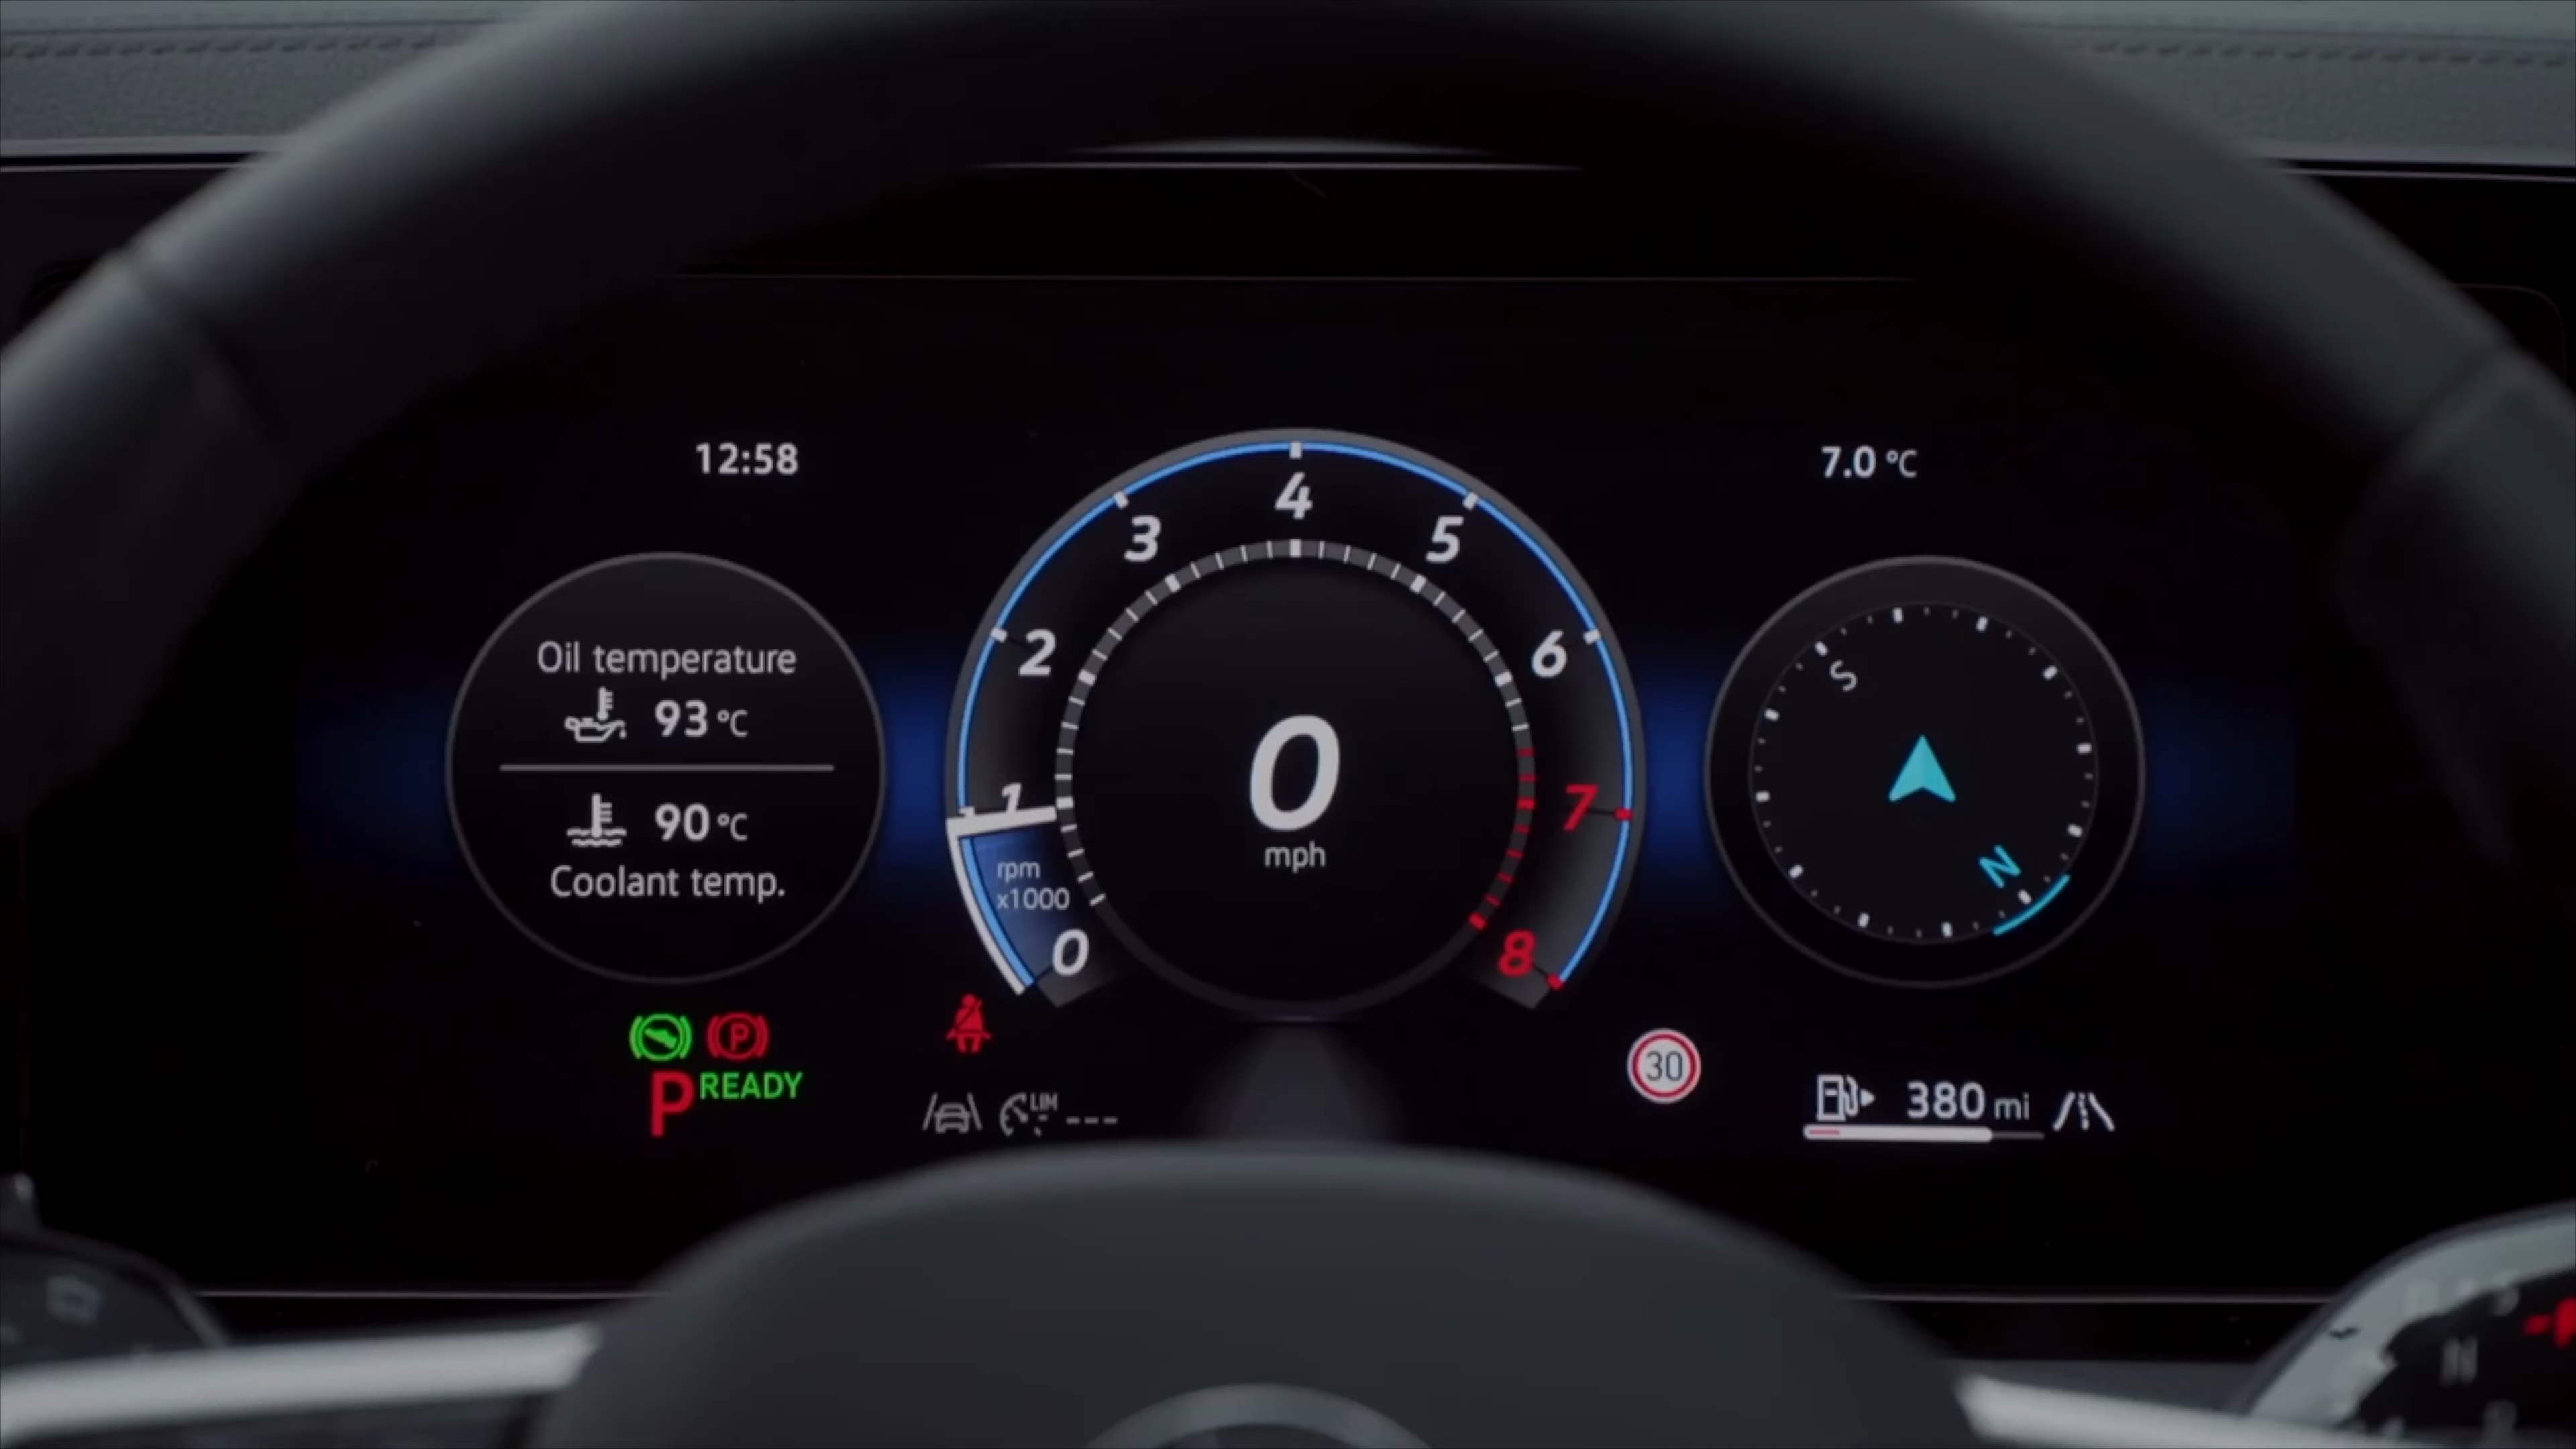 12:58
7.0 °C
Oil temperature
93 °C
90 °C
Coolant temp.
0
1
2
3
4
5
6
7
8
rpm
x1000
0
mph
S
N
P
P READY
LIM
---
30
380 mi
N